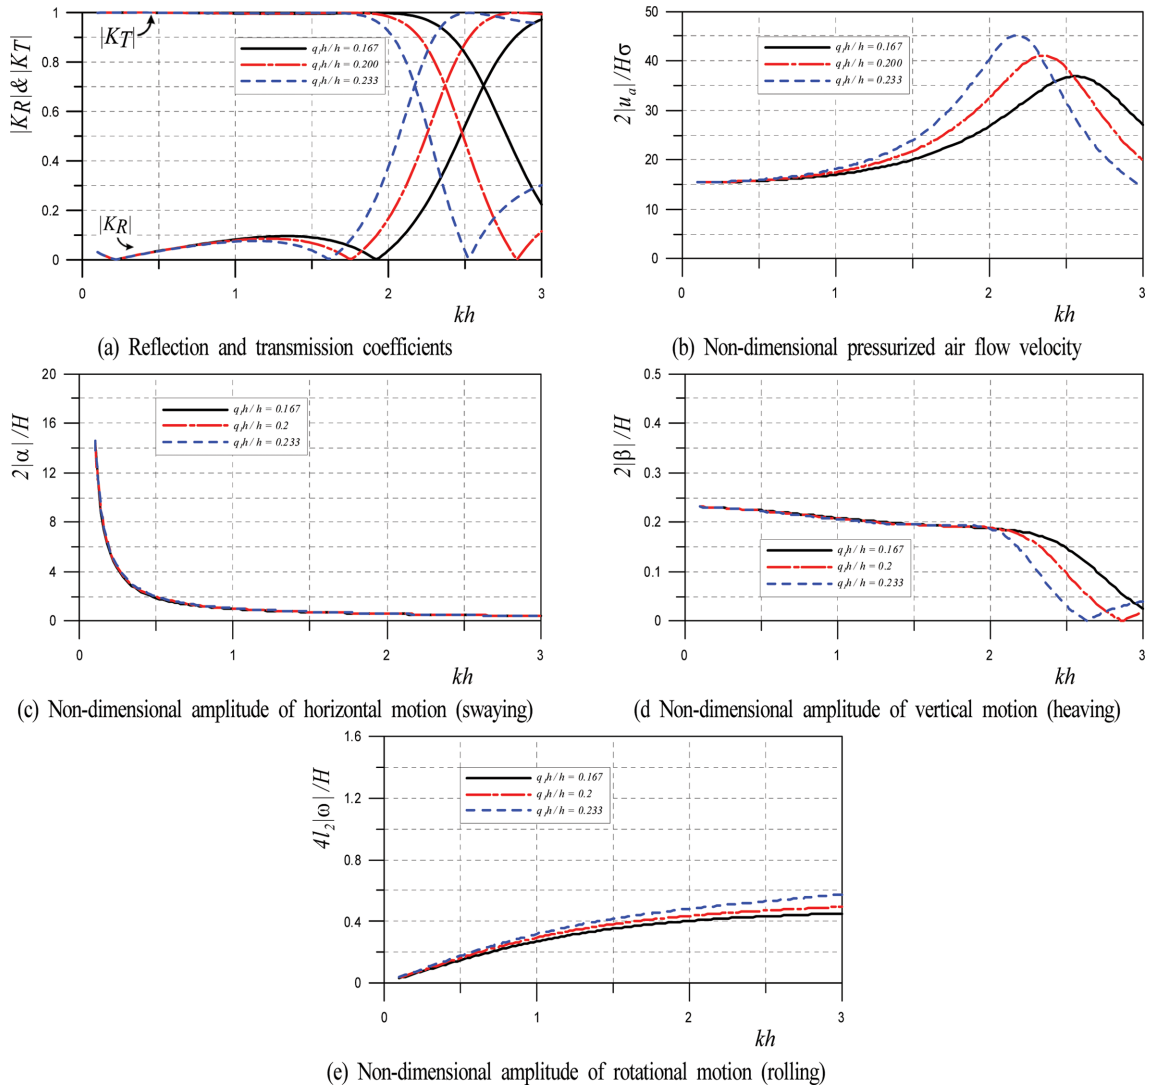 |K_R| & |K_T|
1
0.8
0.6
0.4
0.2
0
|K_T|
|K_R|
q₁h/h = 0.167
q₁h/h = 0.200
q₁h/h = 0.233
0
1
2
3
kh
(a) Reflection and transmission coefficients
2|u_a|/Hσ
50
40
30
20
10
0
q₁h/h = 0.167
q₁h/h = 0.200
q₁h/h = 0.233
0
1
2
3
kh
(b) Non-dimensional pressurized air flow velocity
2|α|/H
20
16
12
8
4
0
q₁h/h = 0.167
q₁h/h = 0.2
q₁h/h = 0.233
0
1
2
3
kh
(c) Non-dimensional amplitude of horizontal motion (swaying)
2|β|/H
0.5
0.4
0.3
0.2
0.1
0
q₁h/h = 0.167
q₁h/h = 0.2
q₁h/h = 0.233
0
1
2
3
kh
(d Non-dimensional amplitude of vertical motion (heaving)
4l₂|ω|/H
1.6
1.2
0.8
0.4
0
q₁h/h = 0.167
q₁h/h = 0.2
q₁h/h = 0.233
0
1
2
3
kh
(e) Non-dimensional amplitude of rotational motion (rolling)